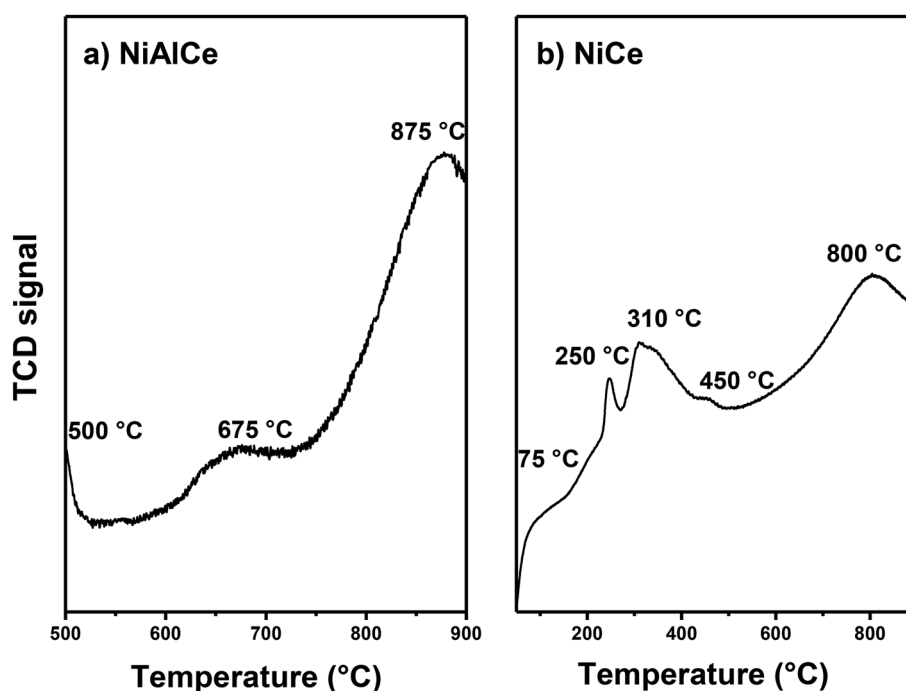 a) NiAlCe
875 °C
500 °C
675 °C
TCD signal
500
600
700
800
900
Temperature (°C)
b) NiCe
800 °C
310 °C
250 °C
450 °C
75 °C
200
400
600
800
Temperature (°C)